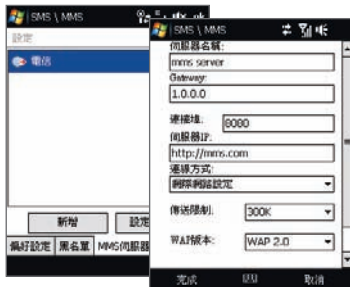 SMS \ MMS
設定
電信
新增
設定
偏好設定 黑名單 MMS伺服器
SMS \ MMS
伺服器名稱:
mms server
Gateway:
1.0.0.0
連接埠: 8080
伺服器IP:
http://mms.com
連線方式:
網際網路設定
傳送限制: 300K
WAP版本: WAP 2.0
完成 取消